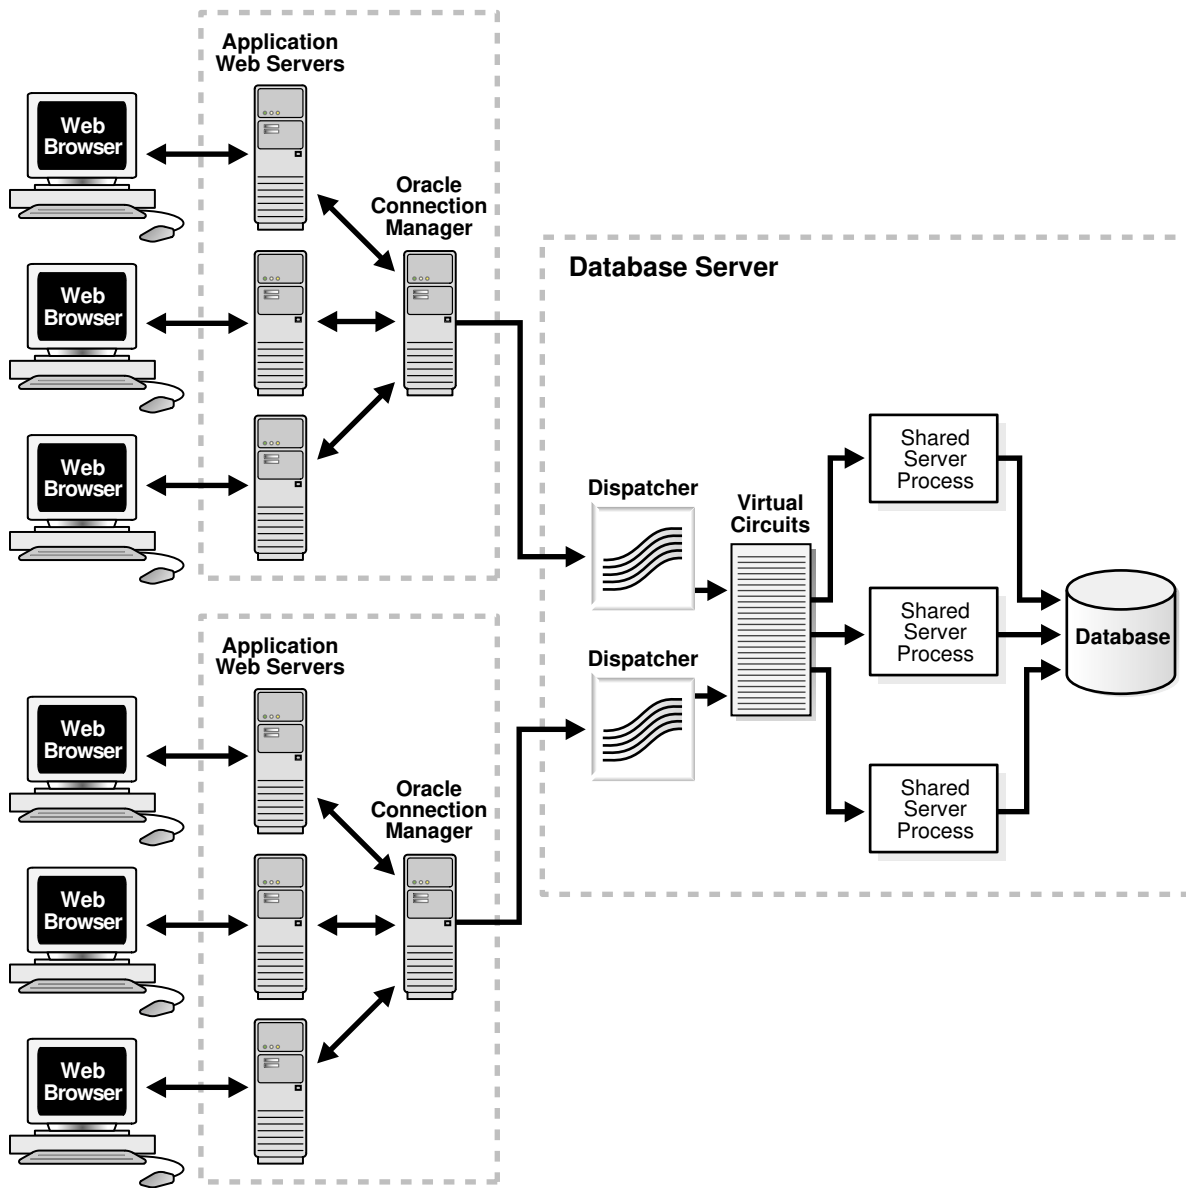 Application
Web Servers
Web
Browser
Oracle
Connection
Manager
Web
Browser
Web
Browser
Database Server
Shared
Server
Process
Dispatcher
Virtual
Circuits
Shared
Server
Process
Database
Dispatcher
Shared
Server
Process
Application
Web Servers
Web
Browser
Oracle
Connection
Manager
Web
Browser
Web
Browser